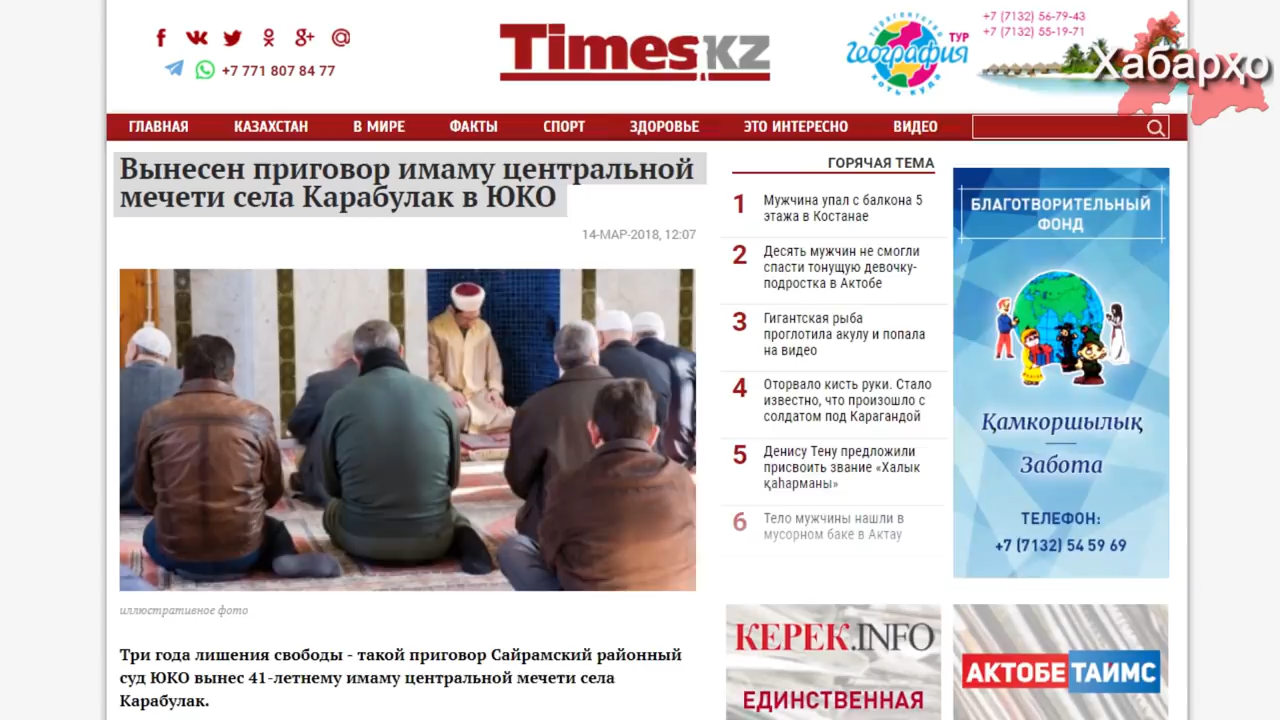 +7 771 807 84 77
Times.KZ
турагентство
география
ТУР
хоть куда
+7 (7132) 56-79-43
+7 (7132) 55-19-71
Хабарҳо
ГЛАВНАЯ КАЗАХСТАН В МИРЕ ФАКТЫ СПОРТ ЗДОРОВЬЕ ЭТО ИНТЕРЕСНО ВИДЕО
Вынесен приговор имаму центральной
мечети села Карабулак в ЮКО
14-МАР-2018, 12:07
иллюстративное фото
Три года лишения свободы - такой приговор Сайрамский районный
суд ЮКО вынес 41-летнему имаму центральной мечети села
Карабулак.
ГОРЯЧАЯ ТЕМА
1 Мужчина упал с балкона 5
этажа в Костанае
2 Десять мужчин не смогли
спасти тонущую девочку-
подростка в Актобе
3 Гигантская рыба
проглотила акулу и попала
на видео
4 Оторвало кисть руки. Стало
известно, что произошло с
солдатом под Карагандой
5 Денису Тену предложили
присвоить звание «Халык
қаһарманы»
6 Тело мужчины нашли в
мусорном баке в Актау
КЕРЕК.INFO
ЕДИНСТВЕННАЯ
БЛАГОТВОРИТЕЛЬНЫЙ
ФОНД
Қамкоршылық
Забота
ТЕЛЕФОН:
+7 (7132) 54 59 69
АКТОБЕ ТАЙМС